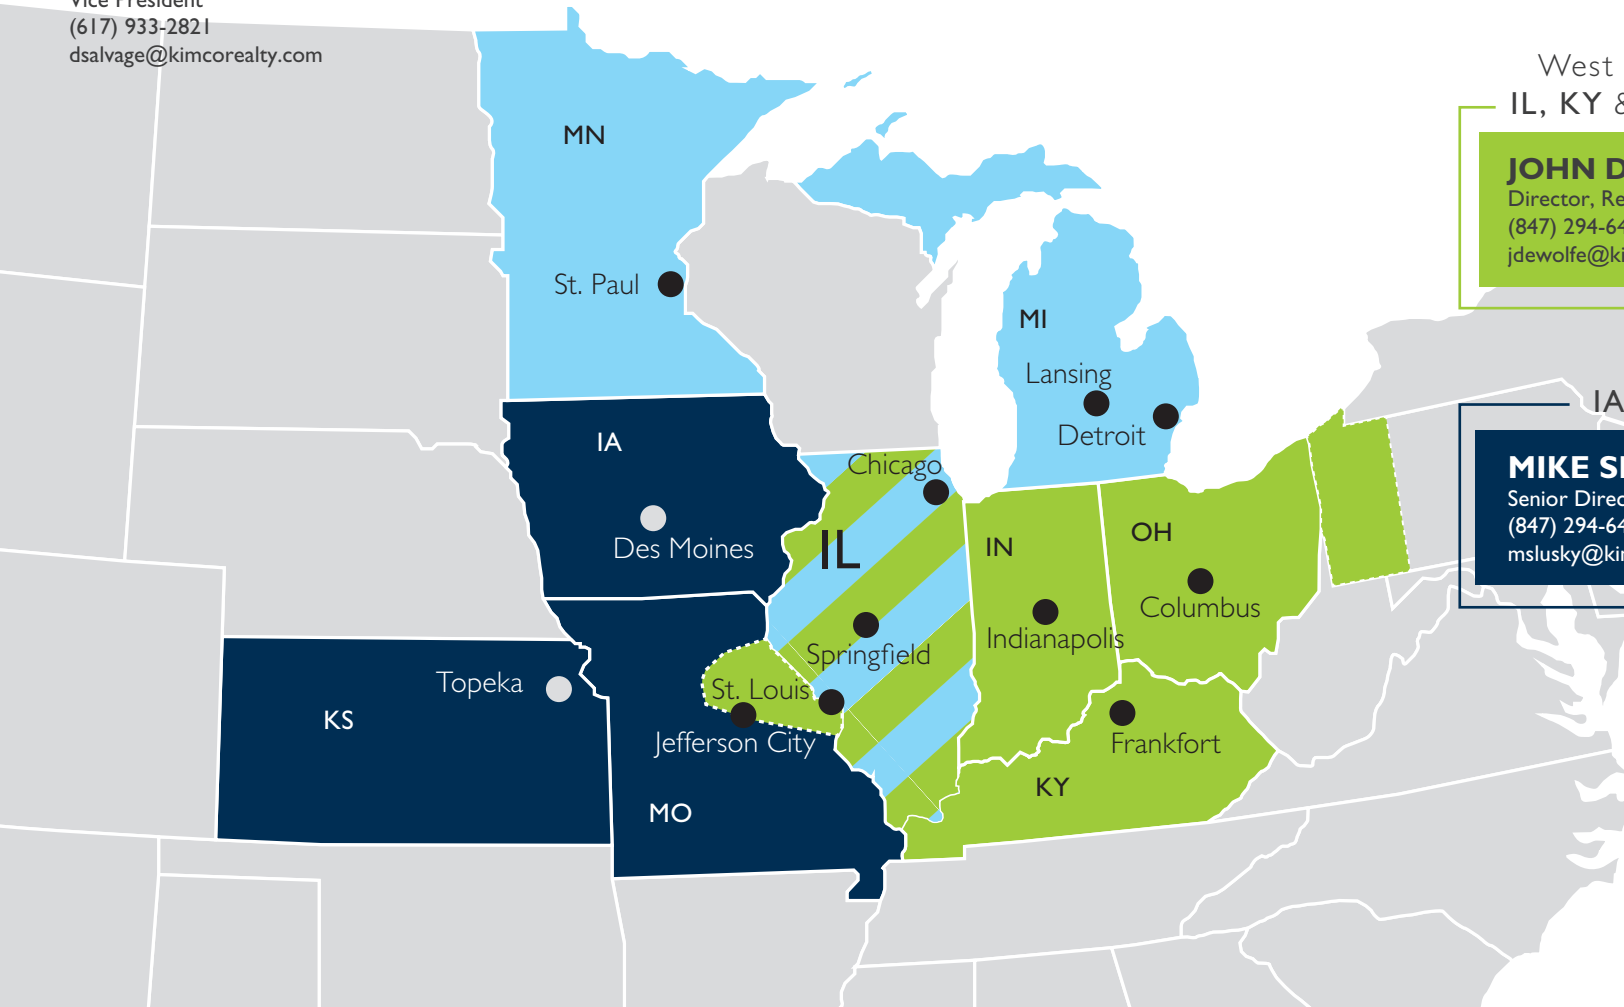 Vice President
(617) 933-2821
dsalvage@kimcorealty.com
West
IL, KY &
JOHN D
Director, Re
(847) 294-64
jdewolfe@ki
IA
MIKE SL
Senior Direc
(847) 294-64
mslusky@kim
MN
St. Paul
MI
Lansing
Detroit
IA
Des Moines
Chicago
IL
IN
OH
Columbus
Springfield
Indianapolis
Topeka
KS
St. Louis
Jefferson City
Frankfort
MO
KY